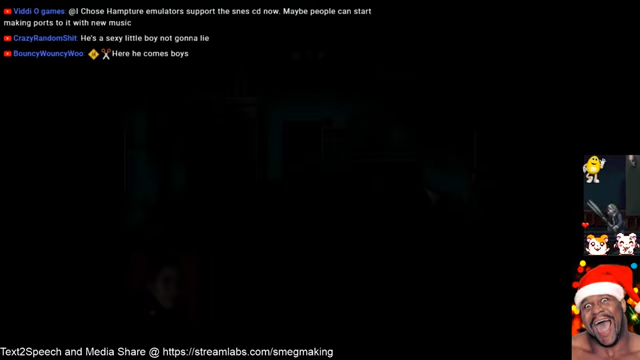 Viddi O games: @I Chose Hampture emulators support the snes cd now. Maybe people can start
making ports to it with new music
CrazyRandomShit: He's a sexy little boy not gonna lie
BouncyWouncyWoo: Here he comes boys
Text2Speech and Media Share @ https://streamlabs.com/smegmaking